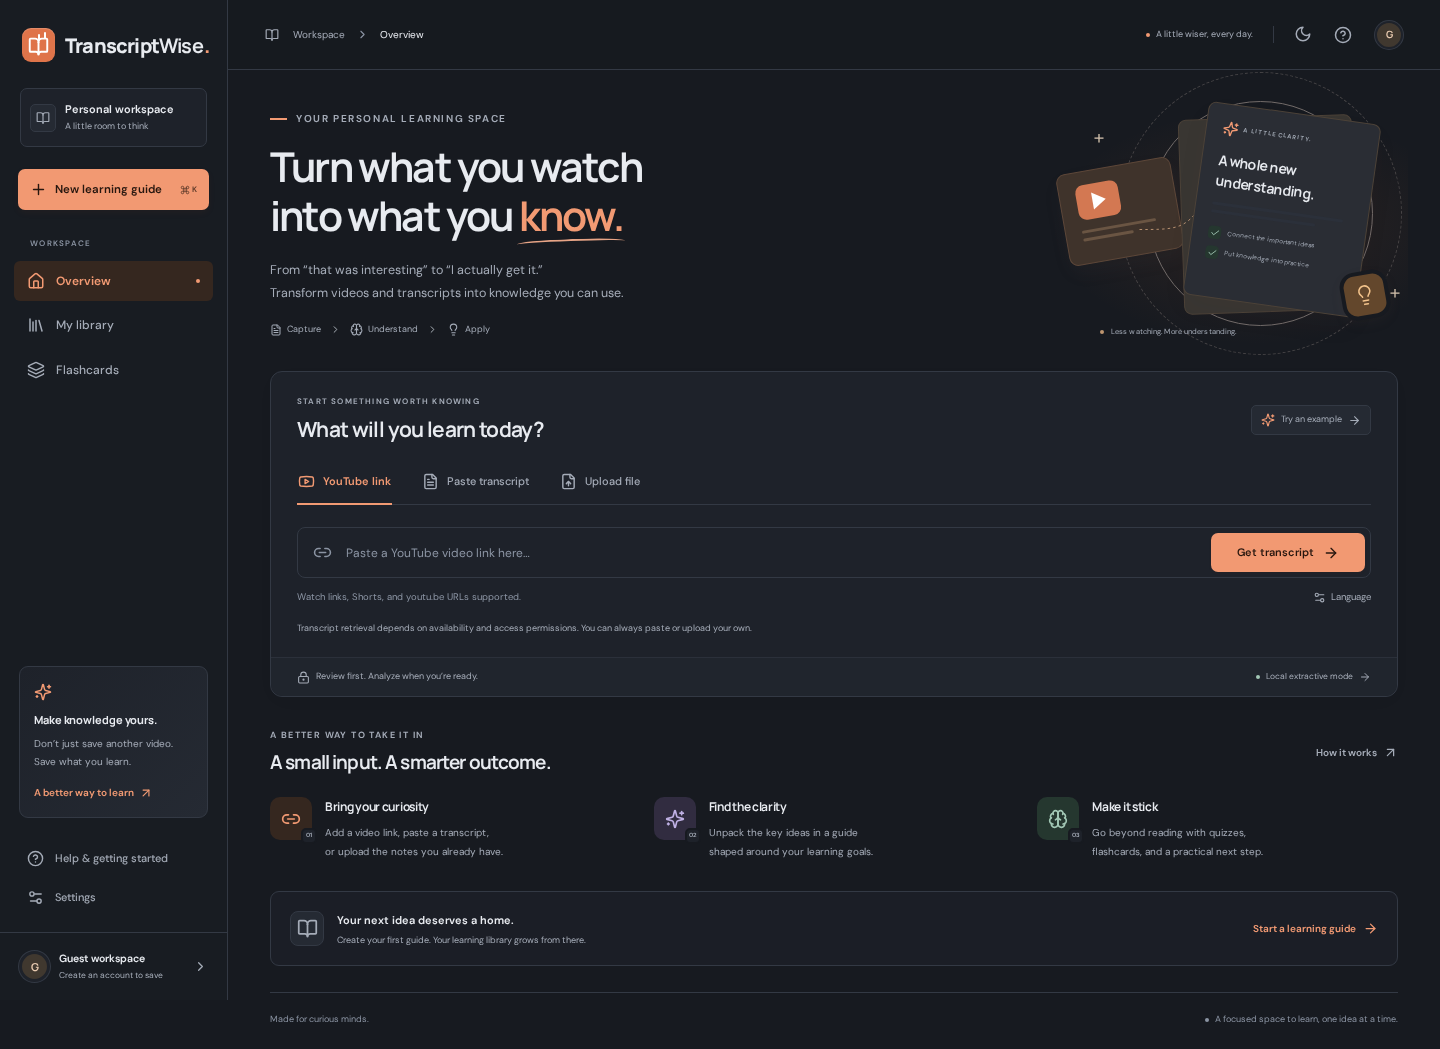 TranscriptWise.
Personal workspace
A little room to think
New learning guide ⌘K
WORKSPACE
Overview
My library
Flashcards
Make knowledge yours.
Don't just save another video.
Save what you learn.
A better way to learn
Help & getting started
Settings
G
Guest workspace
Create an account to save
Workspace > Overview
A little wiser, every day.
G
YOUR PERSONAL LEARNING SPACE
Turn what you watch
into what you know.
From “that was interesting” to “I actually get it.”
Transform videos and transcripts into knowledge you can use.
Capture > Understand > Apply
A LITTLE CLARITY.
A whole new
understanding.
Connect the important ideas
Put knowledge into practice
Less watching. More understanding.
START SOMETHING WORTH KNOWING
What will you learn today?
Try an example
YouTube link
Paste transcript
Upload file
Paste a YouTube video link here...
Get transcript
Watch links, Shorts, and youtu.be URLs supported.
Language
Transcript retrieval depends on availability and access permissions. You can always paste or upload your own.
Review first. Analyze when you're ready.
Local extractive mode
A BETTER WAY TO TAKE IT IN
A small input. A smarter outcome.
How it works
01
Bring your curiosity
Add a video link, paste a transcript,
or upload the notes you already have.
02
Find the clarity
Unpack the key ideas in a guide
shaped around your learning goals.
03
Make it stick
Go beyond reading with quizzes,
flashcards, and a practical next step.
Your next idea deserves a home.
Create your first guide. Your learning library grows from there.
Start a learning guide
Made for curious minds.
A focused space to learn, one idea at a time.